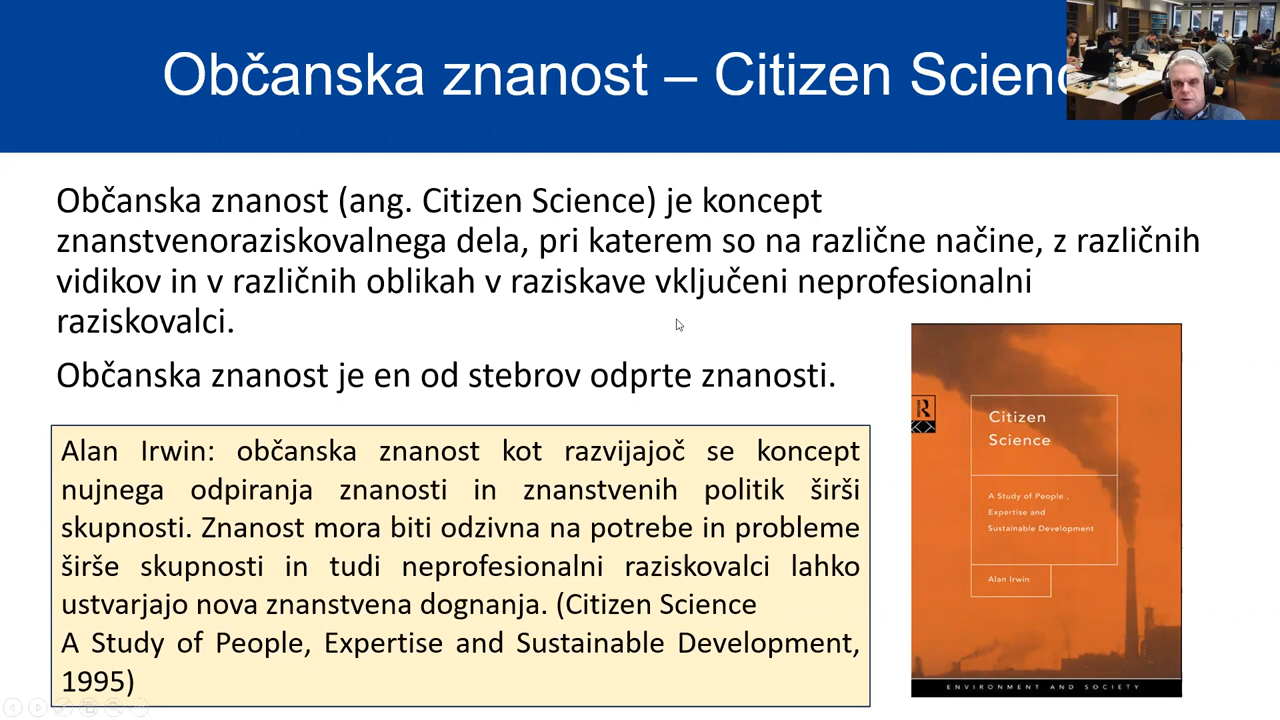 Občanska znanost – Citizen Scienc
Občanska znanost (ang. Citizen Science) je koncept
znanstvenoraziskovalnega dela, pri katerem so na različne načine, z različnih
vidikov in v različnih oblikah v raziskave vključeni neprofesionalni
raziskovalci.
Občanska znanost je en od stebrov odprte znanosti.
Alan Irwin: občanska znanost kot razvijajoč se koncept
nujnega odpiranja znanosti in znanstvenih politik širši
skupnosti. Znanost mora biti odzivna na potrebe in probleme
širše skupnosti in tudi neprofesionalni raziskovalci lahko
ustvarjajo nova znanstvena dognanja. (Citizen Science
A Study of People, Expertise and Sustainable Development,
1995)
R
Citizen
Science
A Study of People,
Expertise and
Sustainable Development
Alan Irwin
ENVIRONMENT AND SOCIETY